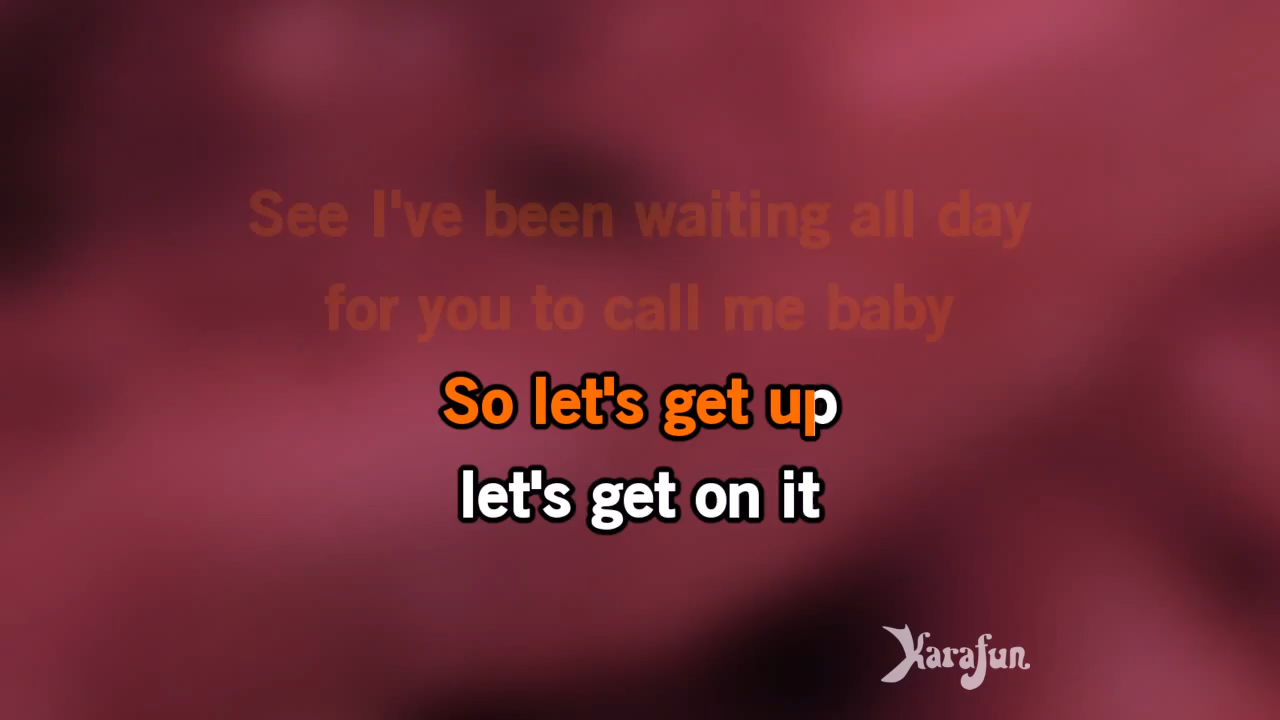 See I've been waiting all day
for you to call me baby
So let's get up
let's get on it
Karafun